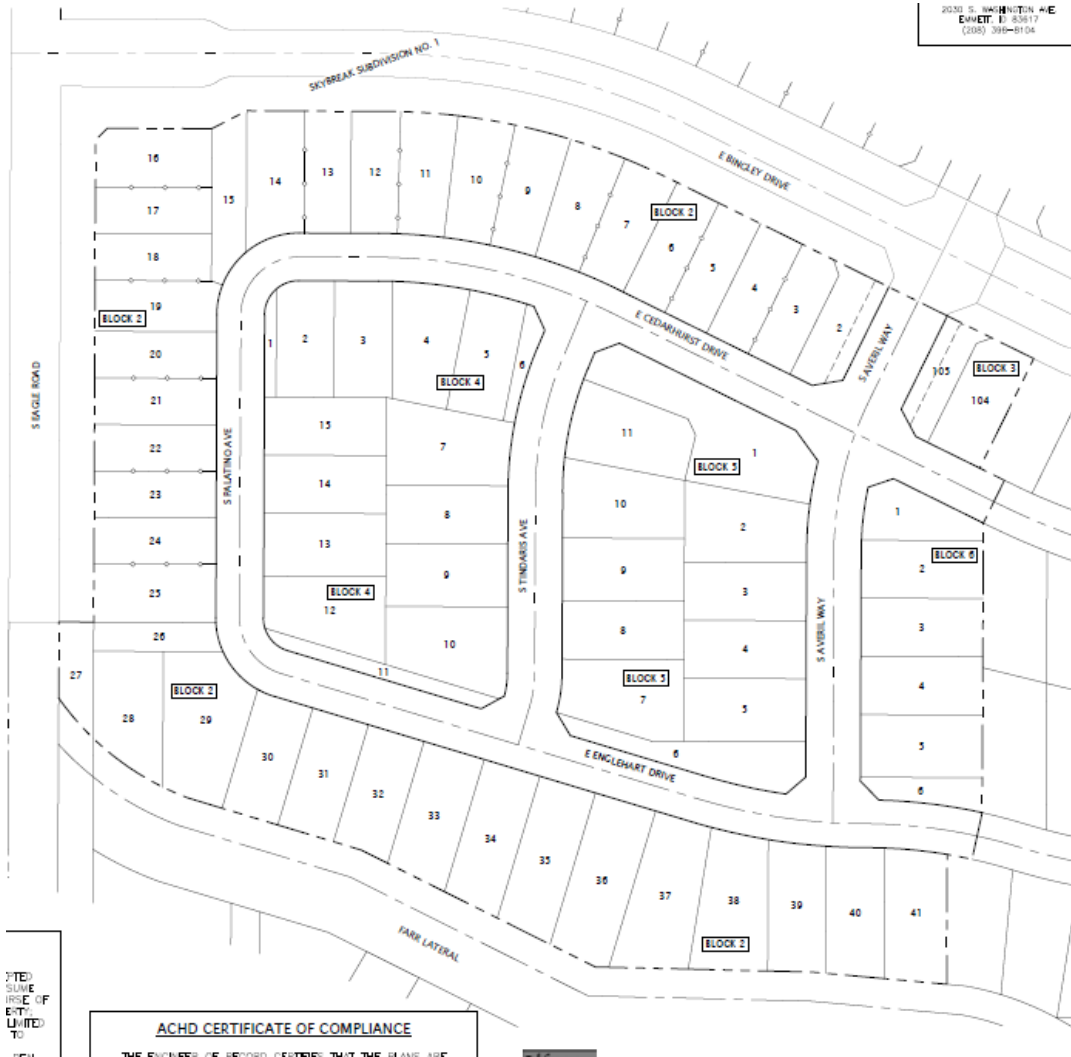 2030 S. WASHINGTON AVE
EMMETT, ID 83617
(208) 398-8104
SKYBREAK SUBDIVISION NO. 1
E BINGLEY DRIVE
16
17
18
19
BLOCK 2
20
21
22
23
24
25
26
27
28
29
BLOCK 2
15
14
13
12
11
10
9
8
7
BLOCK 2
6
5
4
3
2
S AVERIL WAY
105
BLOCK 3
104
E CEDARHURST DRIVE
S EAGLE ROAD
S PALATINO AVE
1
2
3
4
5
6
BLOCK 4
15
7
14
8
13
9
BLOCK 4
12
10
11
S TINDARIS AVE
11
1
BLOCK 5
10
2
9
3
8
4
BLOCK 5
7
5
6
S AVERIL WAY
1
BLOCK 6
2
3
4
5
6
E ENGLEHART DRIVE
30
31
32
33
34
35
36
37
38
39
40
41
BLOCK 2
FARR LATERAL
SUME
OF
LIMITED
TO
ACHD CERTIFICATE OF COMPLIANCE
THE ENGINEER OF RECORD CERTIFIES THAT THE PLANS ARE